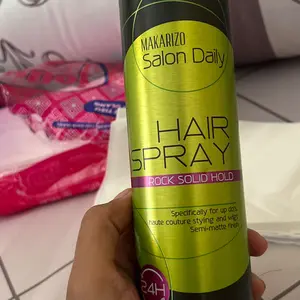 MAKARIZO
Salon Daily
HAIR
SPRAY
ROCK SOLID HOLD
Specifically for up do's,
haute couture styling and wigs
Semi-matte finish
24H